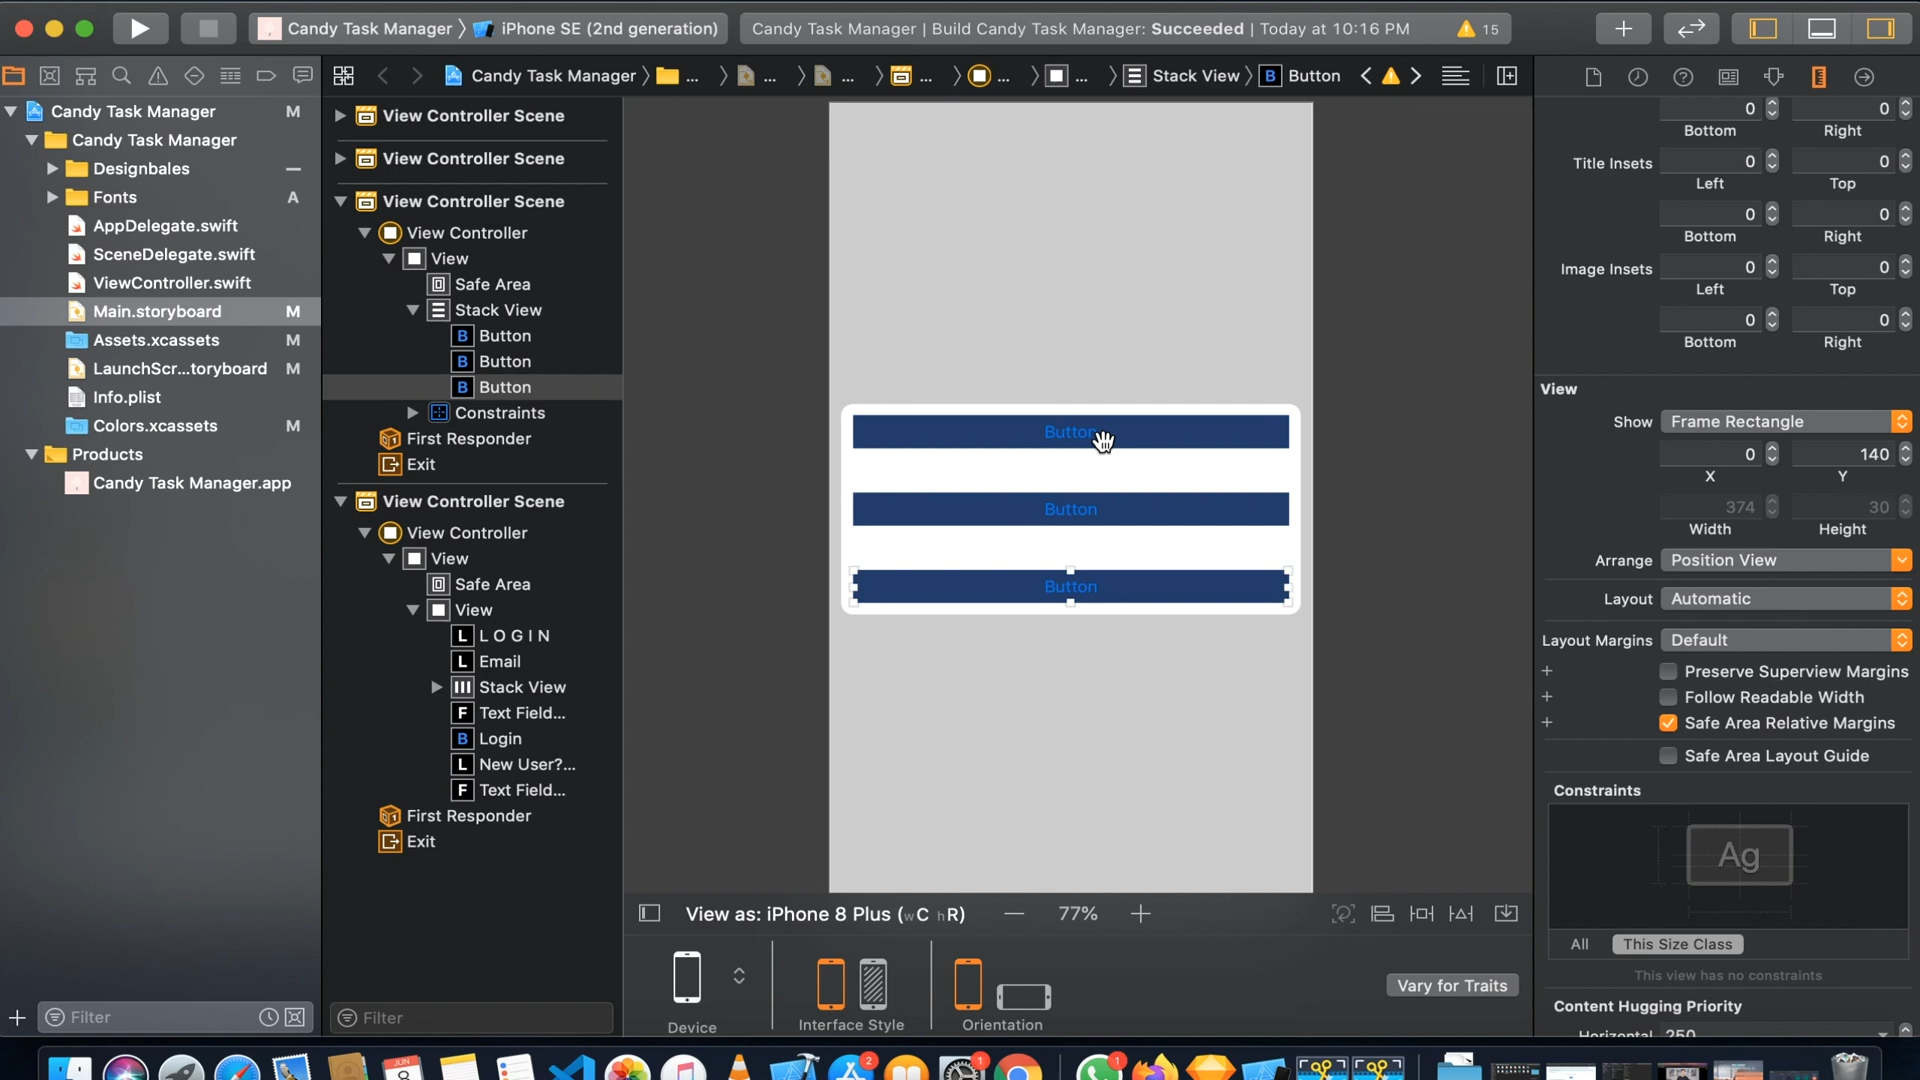 Candy Task Manager 〉 iPhone SE (2nd generation)
Candy Task Manager | Build Candy Task Manager: Succeeded | Today at 10:16 PM
15
Candy Task Manager 〉 ... 〉 ... 〉 ... 〉 ... 〉 ... 〉 ... 〉 Stack View 〉 B Button
Candy Task Manager M
Candy Task Manager
Designbales
Fonts A
AppDelegate.swift
SceneDelegate.swift
ViewController.swift
Main.storyboard M
Assets.xcassets M
LaunchScr...toryboard M
Info.plist
Colors.xcassets M
Products
Candy Task Manager.app
Filter
View Controller Scene
View Controller Scene
View Controller Scene
View Controller
View
Safe Area
Stack View
B Button
B Button
B Button
Constraints
First Responder
Exit
View Controller Scene
View Controller
View
Safe Area
View
L L O G I N
L Email
Stack View
F Text Field...
B Login
L New User?...
F Text Field...
First Responder
Exit
Filter
Button
Button
Button
View as: iPhone 8 Plus (wC hR)
77%
Device
Interface Style
Orientation
Vary for Traits
0 0
Bottom Right
Title Insets 0 0
Left Top
0 0
Bottom Right
Image Insets 0 0
Left Top
0 0
Bottom Right
View
Show Frame Rectangle
0 140
X Y
374 30
Width Height
Arrange Position View
Layout Automatic
Layout Margins Default
Preserve Superview Margins
Follow Readable Width
Safe Area Relative Margins
Safe Area Layout Guide
Constraints
Ag
All This Size Class
This view has no constraints
Content Hugging Priority
Horizontal 250
JUN
8
2
1
1